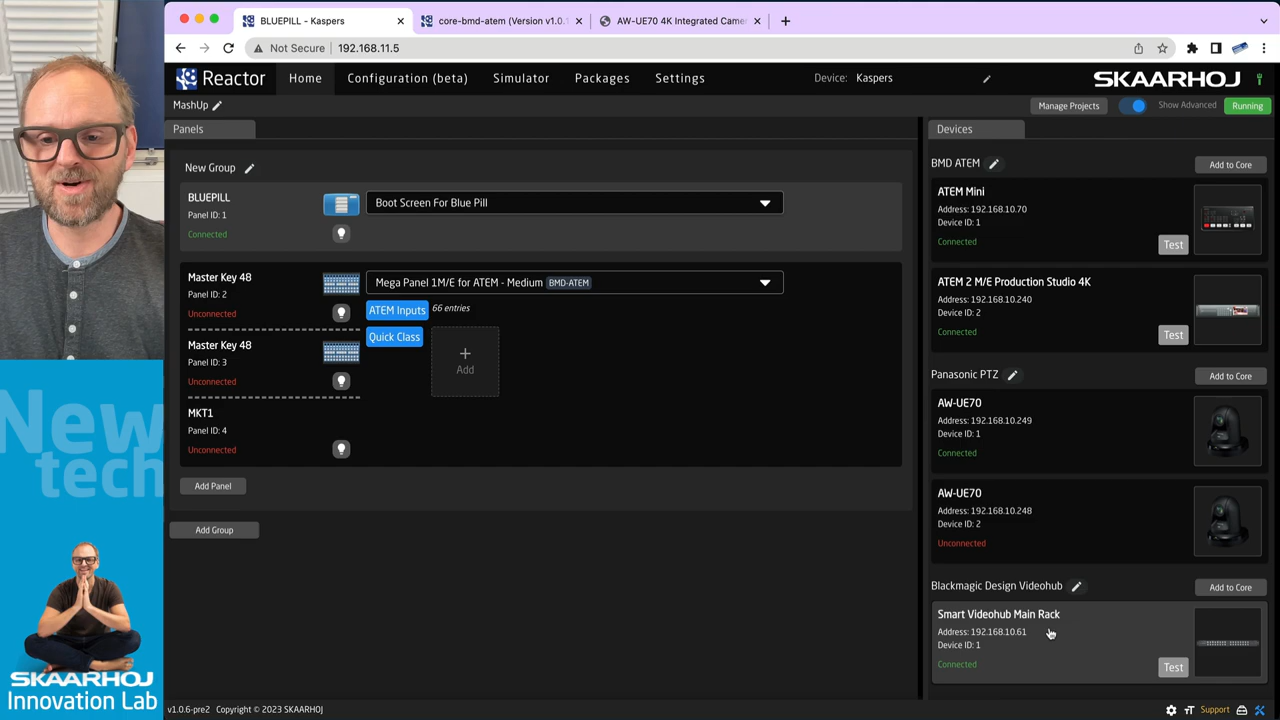 BLUEPILL - Kaspers
core-bmd-atem (Version v1.0.1
AW-UE70 4K Integrated Came
Not Secure
192.168.11.5
Reactor
Home
Configuration (beta)
Simulator
Packages
Settings
Device:
Kaspers
SKAARHOJ
MashUp
Manage Projects
Show Advanced
Running
Panels
New Group
BLUEPILL
Panel ID: 1
Connected
Boot Screen For Blue Pill
Master Key 48
Panel ID: 2
Unconnected
Mega Panel 1M/E for ATEM - Medium BMD-ATEM
ATEM Inputs 66 entries
Quick Class
+
Add
Master Key 48
Panel ID: 3
Unconnected
MKT1
Panel ID: 4
Unconnected
Add Panel
Add Group
Devices
BMD ATEM
Add to Core
ATEM Mini
Address: 192.168.10.70
Device ID: 1
Connected
Test
ATEM 2 M/E Production Studio 4K
Address: 192.168.10.240
Device ID: 2
Connected
Test
Panasonic PTZ
Add to Core
AW-UE70
Address: 192.168.10.249
Device ID: 1
Connected
AW-UE70
Address: 192.168.10.248
Device ID: 2
Unconnected
Blackmagic Design Videohub
Add to Core
Smart Videohub Main Rack
Address: 192.168.10.61
Device ID: 1
Connected
Test
New
tech
SKAARHOJ
Innovation Lab
v1.0.6-pre2 Copyright © 2023 SKAARHOJ
Support